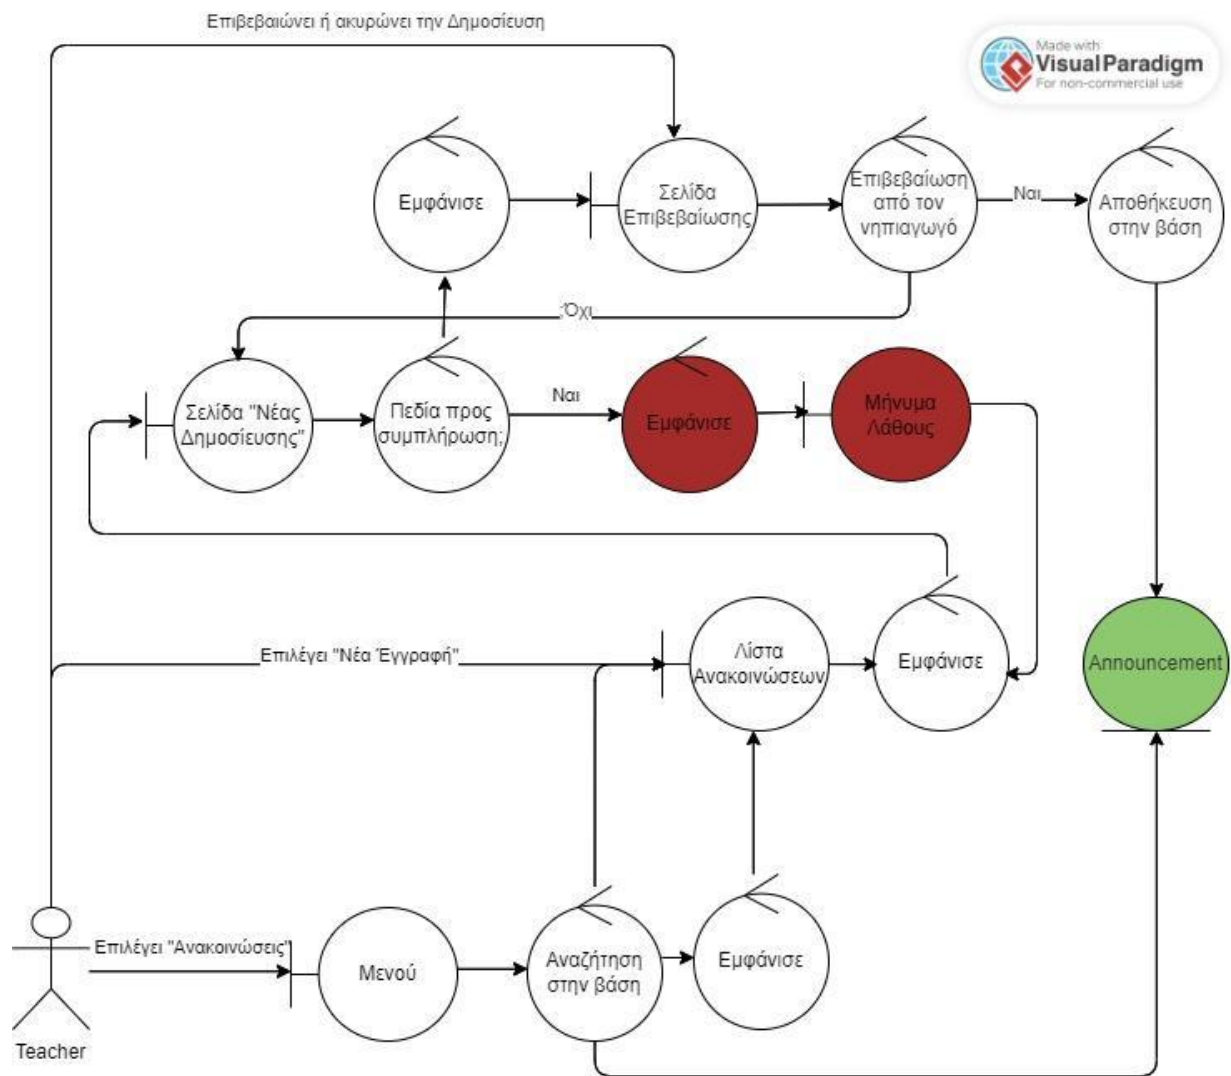 Επιβεβαιώνει ή ακυρώνει την Δημοσίευση
Made with
Visual Paradigm
For non-commercial use
Εμφάνισε
Σελίδα
Επιβεβαίωσης
Επιβεβαίωση
από τον
νηπιαγωγό
Ναι
Αποθήκευση
στην βάση
;Όχι
Σελίδα "Νέας
Δημοσίευσης"
Πεδία προς
συμπλήρωση;
Ναι
Εμφάνισε
Μήνυμα
Λάθους
Επιλέγει "Νέα Έγγραφή"
Λίστα
Ανακοινώσεων
Εμφάνισε
Announcement
Επιλέγει "Ανακοινώσεις"
Μενού
Αναζήτηση
στην βάση
Εμφάνισε
Teacher